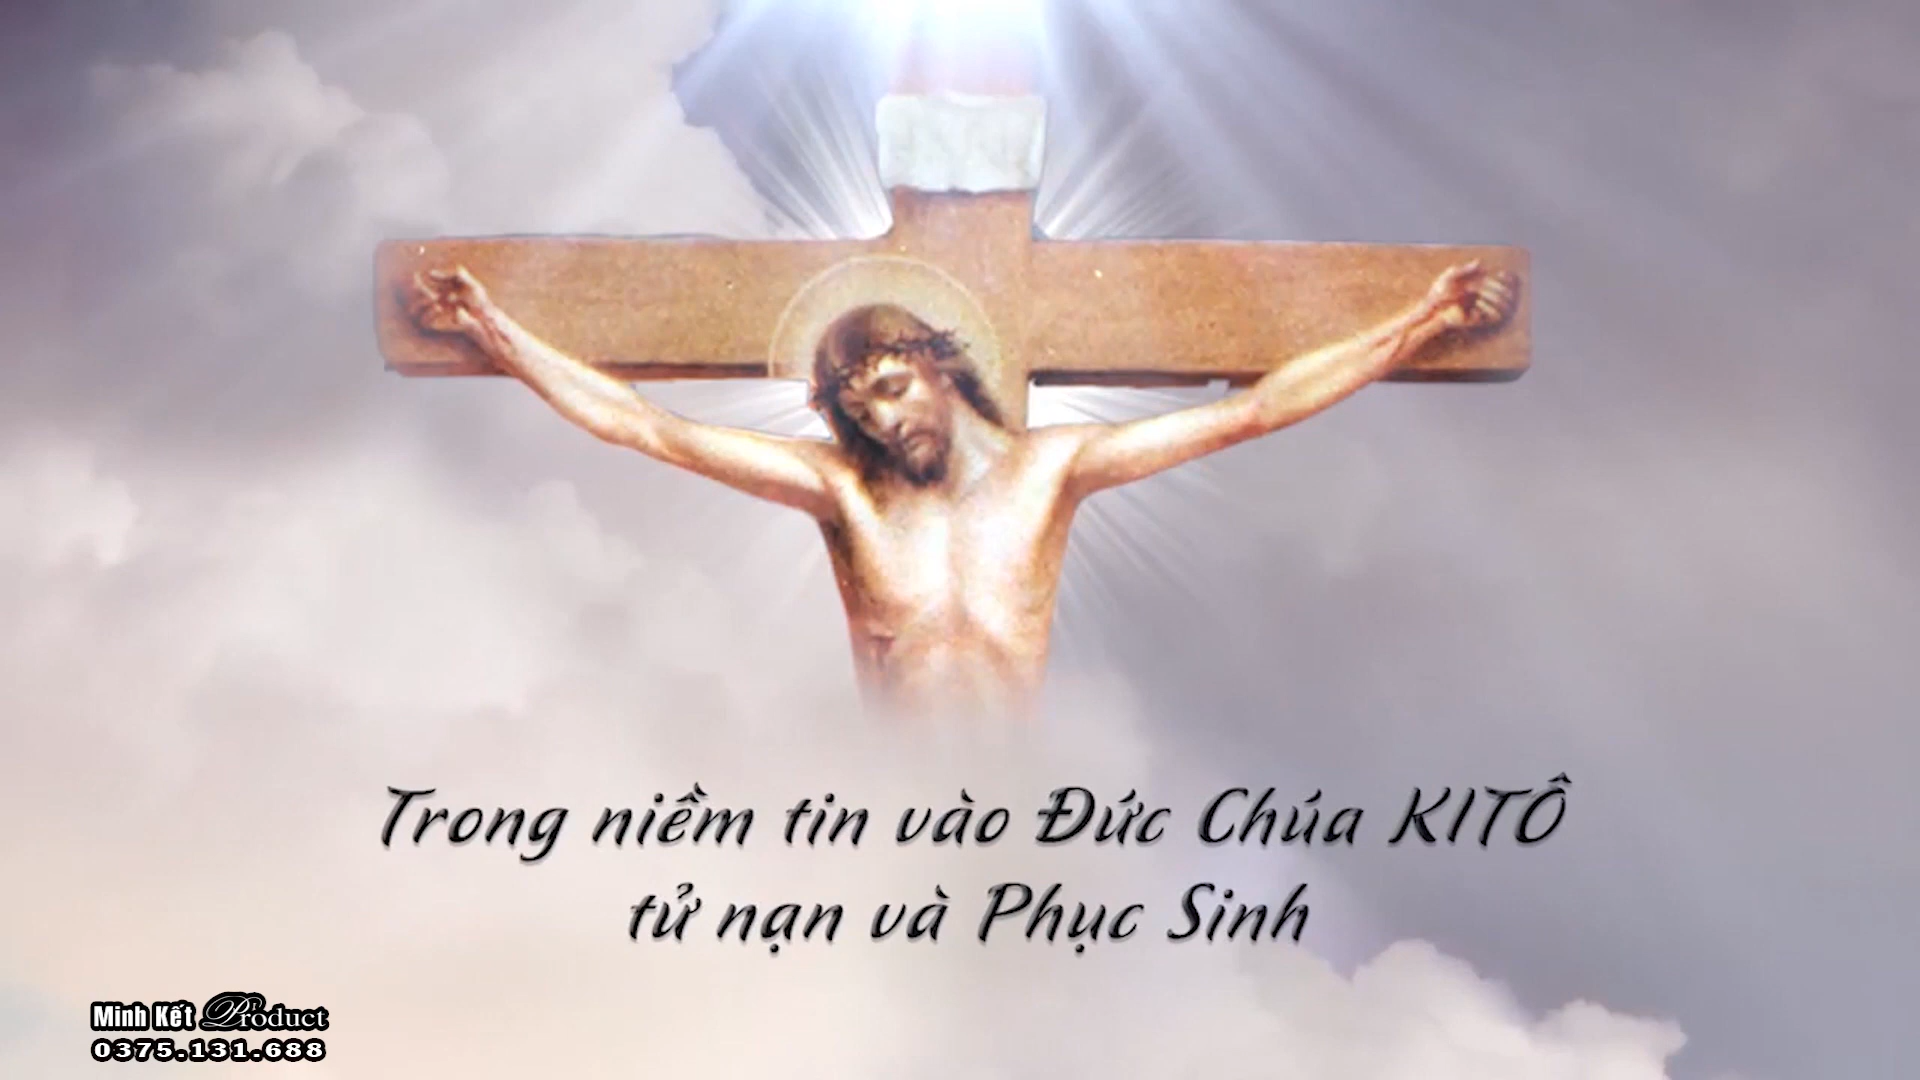 Trong niềm tin vào Đức Chúa KITÔ
tử nạn và Phục Sinh
Minh Kết Product
0375.131.688